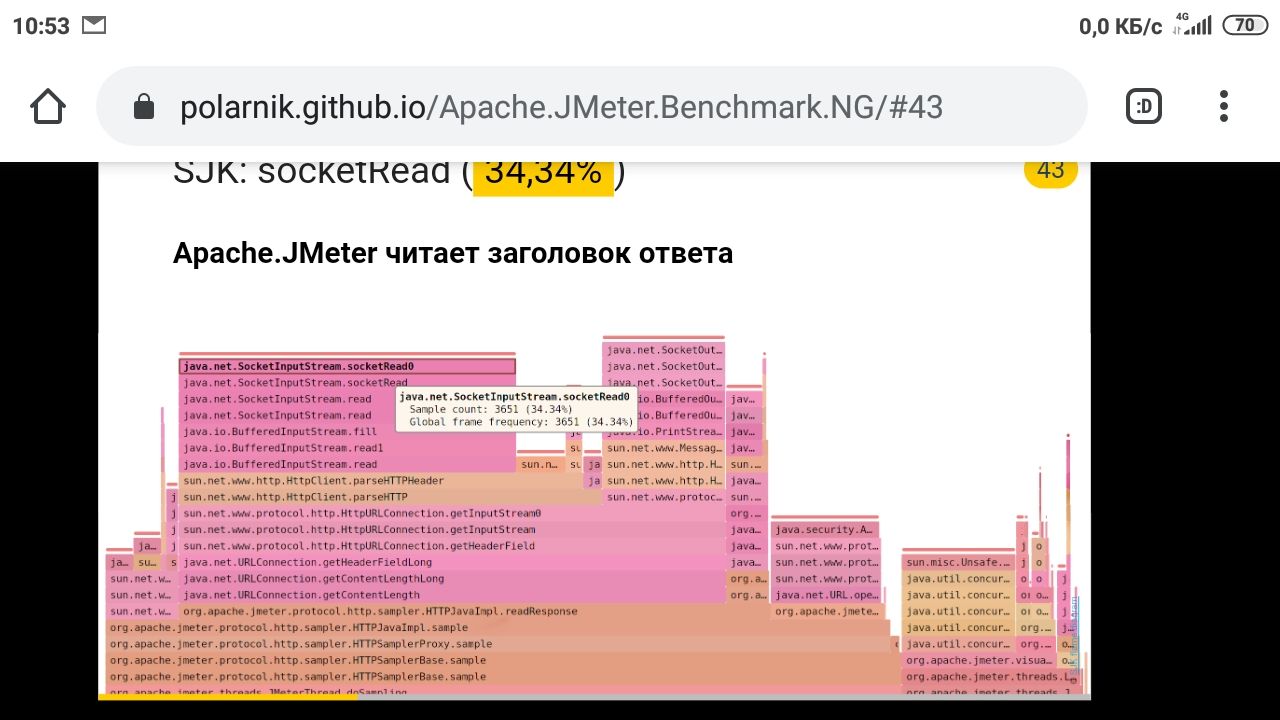 10:53 0,0 КБ/с 4G 70
polarnik.github.io/Apache.JMeter.Benchmark.NG/#43 :D
SJK: socketRead ( 34,34% ) 43
Apache.JMeter читает заголовок ответа
java.net.SocketOut…
java.net.SocketInputStream.socketRead0 java.net.SocketOut…
java.net.SocketInputStream.socketRead java.net.SocketOut…
java.net.SocketInputStream.socketRead0
Sample count: 3651 (34.34%)
Global frame frequency: 3651 (34.34%)
java.net.SocketInputStream.read .io.BufferedOu… jav…
java.net.SocketInputStream.read .io.BufferedOu… jav…
java.io.BufferedInputStream.fill .io.PrintStrea… jav…
java.io.BufferedInputStream.read1 su sun.net.www.Messag… jav…
java.io.BufferedInputStream.read sun.n… su ja sun.net.www.http.H… sun.…
sun.net.www.http.HttpClient.parseHTTPHeader ja sun.net.www.http.H… java…
j sun.net.www.http.HttpClient.parseHTTP sun.net.www.protoc… sun.…
j sun.net.www.protocol.http.HttpURLConnection.getInputStream0 org.…
j sun.net.www.protocol.http.HttpURLConnection.getInputStream java… java.security.A…
ja… j sun.net.www.protocol.http.HttpURLConnection.getHeaderField java… sun.net.www.prot… j o
ja… su… s java.net.URLConnection.getHeaderFieldLong java… sun.net.www.prot… sun.misc.Unsafe.… j o
sun.net.w… java.net.URLConnection.getContentLengthLong org.a… sun.net.www.prot… java.util.concur… o. o j
sun.net.w… java.net.URLConnection.getContentLength org.a… java.net.URL.ope… java.util.concur… o… j
sun.net.w… org.apache.jmeter.protocol.http.sampler.HTTPJavaImpl.readResponse org.apache.jmete… java.util.concur… o…
org.apache.jmeter.protocol.http.sampler.HTTPJavaImpl.sample java.util.concur… org.…
org.apache.jmeter.protocol.http.sampler.HTTPSamplerProxy.sample java.util.concur… org.… o…
org.apache.jmeter.protocol.http.sampler.HTTPSamplerBase.sample org.apache.jmeter.visua… o…
org.apache.jmeter.protocol.http.sampler.HTTPSamplerBase.sample org.apache.jmeter.threads.L…
org.apache.jmeter.threads.JMeterThread.doSampling org.apache.jmeter.threads.J